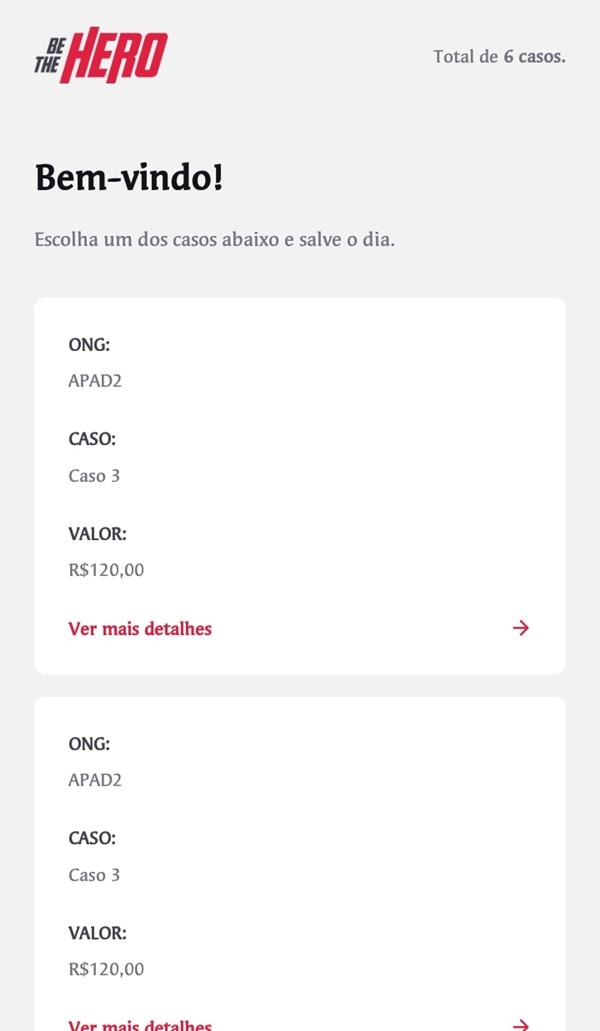 BE
THE HERO
Total de 6 casos.
Bem-vindo!
Escolha um dos casos abaixo e salve o dia.
ONG:
APAD2
CASO:
Caso 3
VALOR:
R$120,00
Ver mais detalhes
ONG:
APAD2
CASO:
Caso 3
VALOR:
R$120,00
Ver mais detalhes